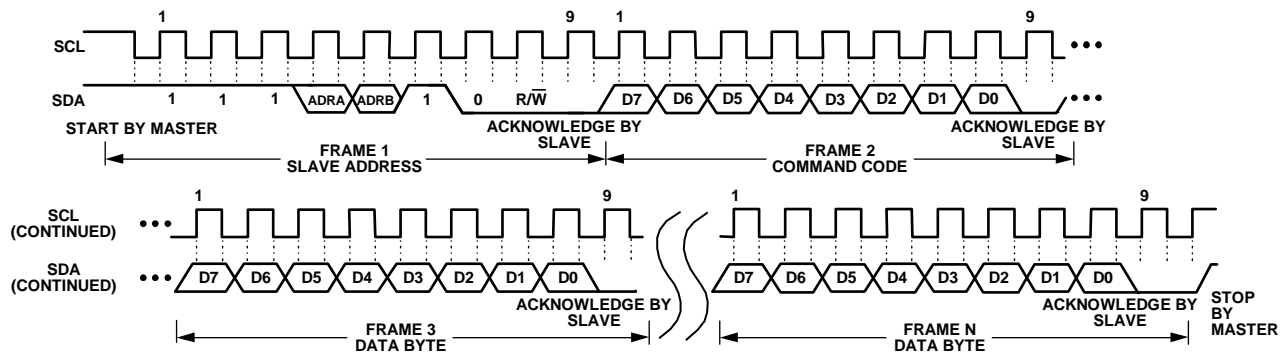 1 9 1 9
SCL
SDA 1 1 1 ADRA ADRB 1 0 R/W̅ D7 D6 D5 D4 D3 D2 D1 D0
START BY MASTER
ACKNOWLEDGE BY
SLAVE
ACKNOWLEDGE BY
SLAVE
FRAME 1
SLAVE ADDRESS
FRAME 2
COMMAND CODE
1 9 1 9
SCL
(CONTINUED)
SDA
(CONTINUED)
D7 D6 D5 D4 D3 D2 D1 D0 D7 D6 D5 D4 D3 D2 D1 D0
ACKNOWLEDGE BY
SLAVE
ACKNOWLEDGE BY
SLAVE
STOP
BY
MASTER
FRAME 3
DATA BYTE
FRAME N
DATA BYTE